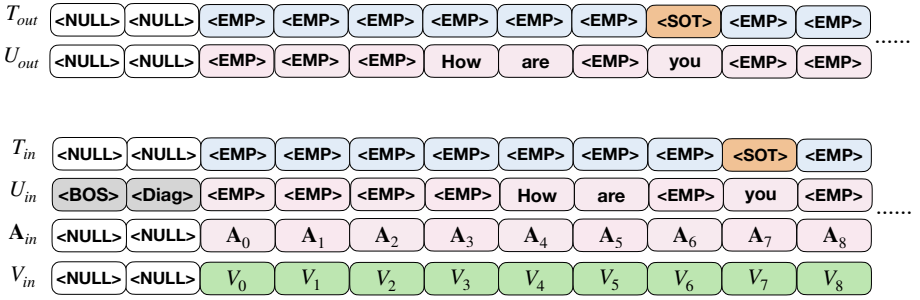 T_out <NULL> <NULL> <EMP> <EMP> <EMP> <EMP> <EMP> <EMP> <SOT> <EMP> <EMP>
U_out <NULL> <NULL> <EMP> <EMP> <EMP> How are <EMP> you <EMP> <EMP> ......
T_in <NULL> <NULL> <EMP> <EMP> <EMP> <EMP> <EMP> <EMP> <EMP> <SOT> <EMP>
U_in <BOS> <Diag> <EMP> <EMP> <EMP> <EMP> How are <EMP> you <EMP> ......
A_in <NULL> <NULL> A_0 A_1 A_2 A_3 A_4 A_5 A_6 A_7 A_8
V_in <NULL> <NULL> V_0 V_1 V_2 V_3 V_4 V_5 V_6 V_7 V_8